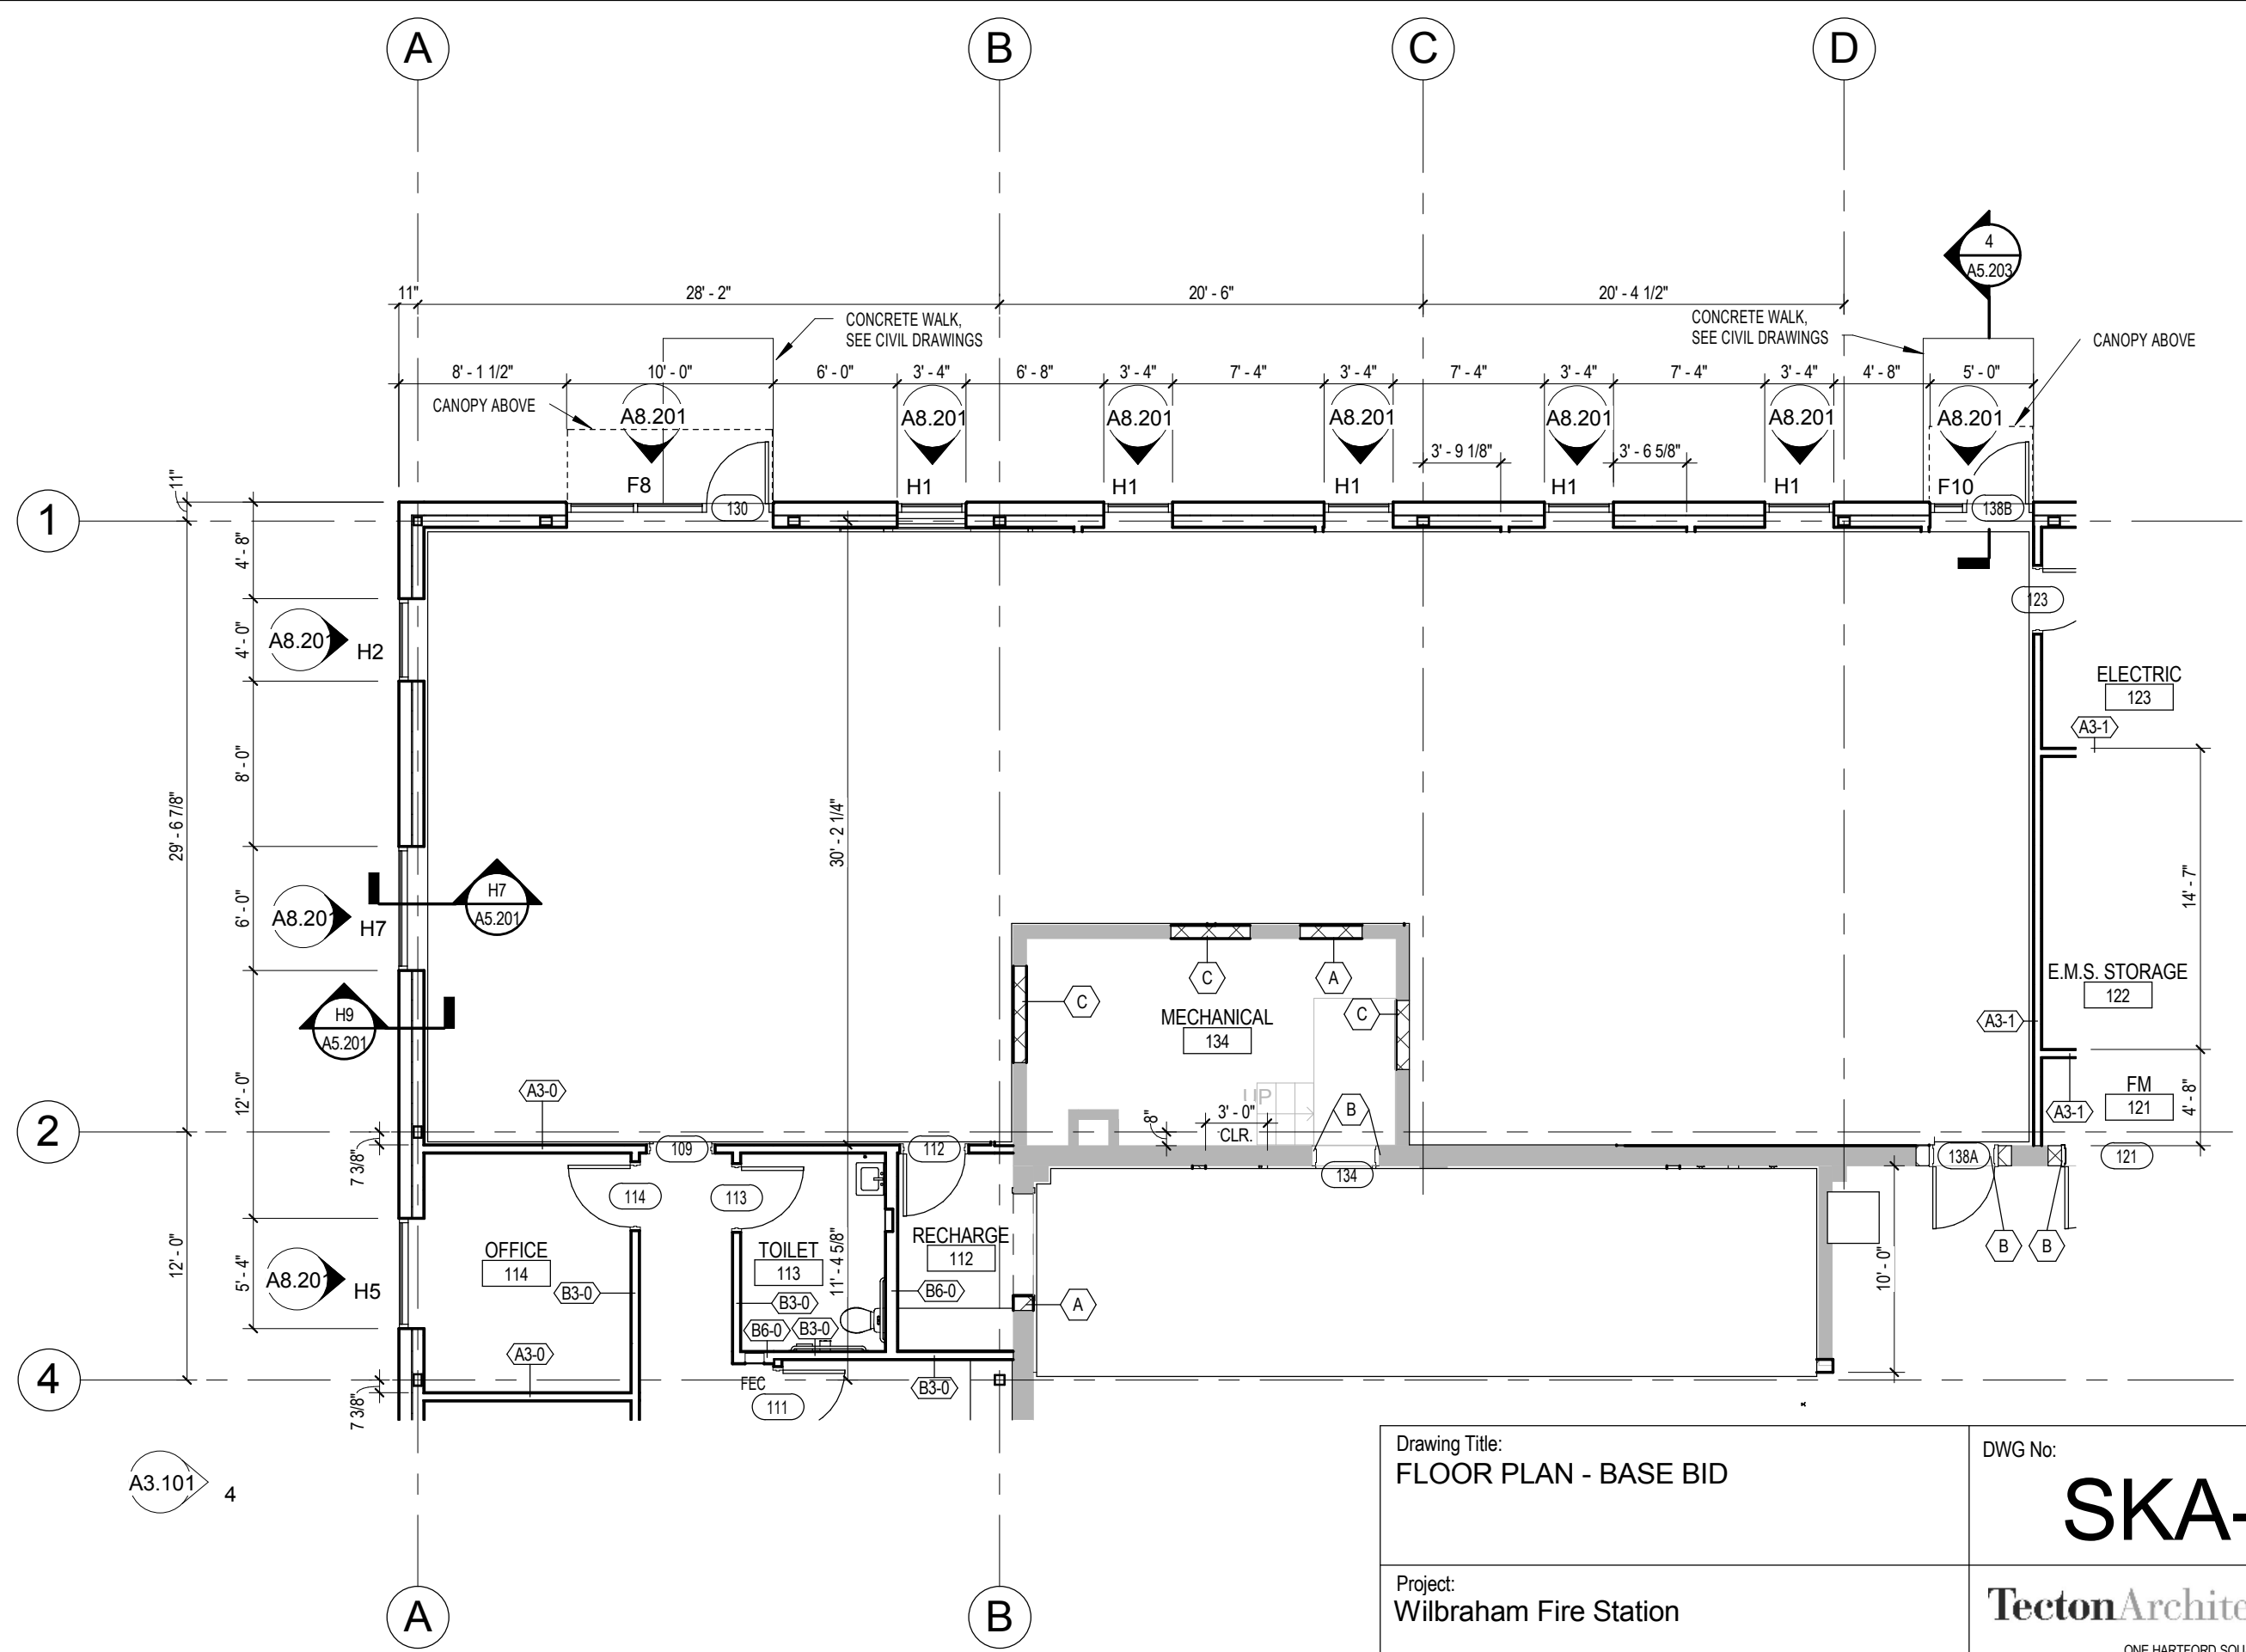 A
B
C
D
4
A5.203
11"
28' - 2"
20' - 6"
20' - 4 1/2"
CONCRETE WALK,
SEE CIVIL DRAWINGS
CONCRETE WALK,
SEE CIVIL DRAWINGS
CANOPY ABOVE
8' - 1 1/2"
10' - 0"
6' - 0"
3' - 4"
6' - 8"
3' - 4"
7' - 4"
3' - 4"
7' - 4"
3' - 4"
7' - 4"
3' - 4"
4' - 8"
5' - 0"
CANOPY ABOVE
A8.201
A8.201
A8.201
A8.201
A8.201
A8.201
A8.201
3' - 9 1/8"
3' - 6 5/8"
F8
H1
H1
H1
H1
H1
F10
11"
1
130
138B
4' - 8"
123
4' - 0"
A8.20
H2
ELECTRIC
123
A3-1
8' - 0"
29' - 6 7/8"
30' - 2 1/4"
14' - 7"
H7
A5.201
6' - 0"
A8.20
H7
C
A
C
C
E.M.S. STORAGE
122
H9
A5.201
MECHANICAL
134
A3-1
12' - 0"
A3-0
UP
3' - 0"
CLR.
8"
B
FM
121
4' - 8"
A3-1
2
7 3/8"
109
112
134
138A
121
114
113
OFFICE
114
TOILET
113
11' - 4 5/8"
RECHARGE
112
12' - 0"
5' - 4"
A8.20
H5
B3-0
B3-0
B6-0
A
10' - 0"
B
B
B6-0
B3-0
A3-0
4
FEC
B3-0
7 3/8"
111
A3.101
4
Drawing Title:
FLOOR PLAN - BASE BID
DWG No:
SKA-
Project:
Wilbraham Fire Station
A
B